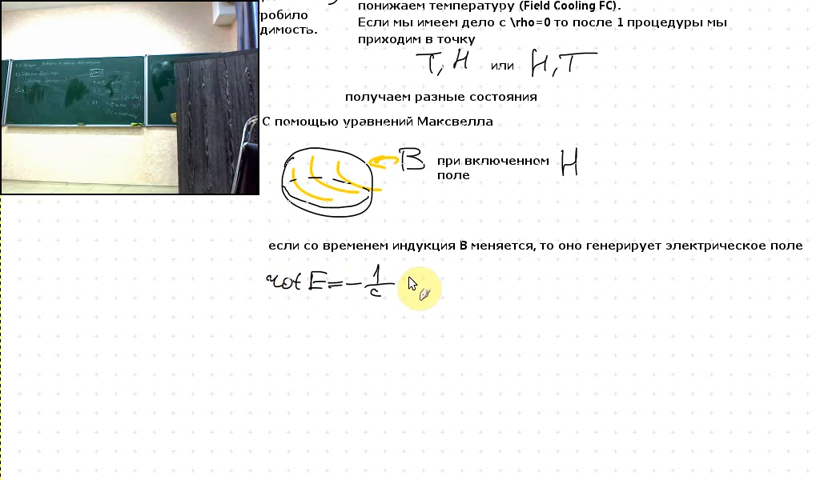 понижаем температуру (Field Cooling FC).
робило
димость.
Если мы имеем дело с \rho=0 то после 1 процедуры мы
приходим в точку
T, H или H, T
получаем разные состояния
С помощью уравнений Максвелла
B при включенном H
поле
если со временем индукция B меняется, то оно генерирует электрическое поле
rot E = - 1/c